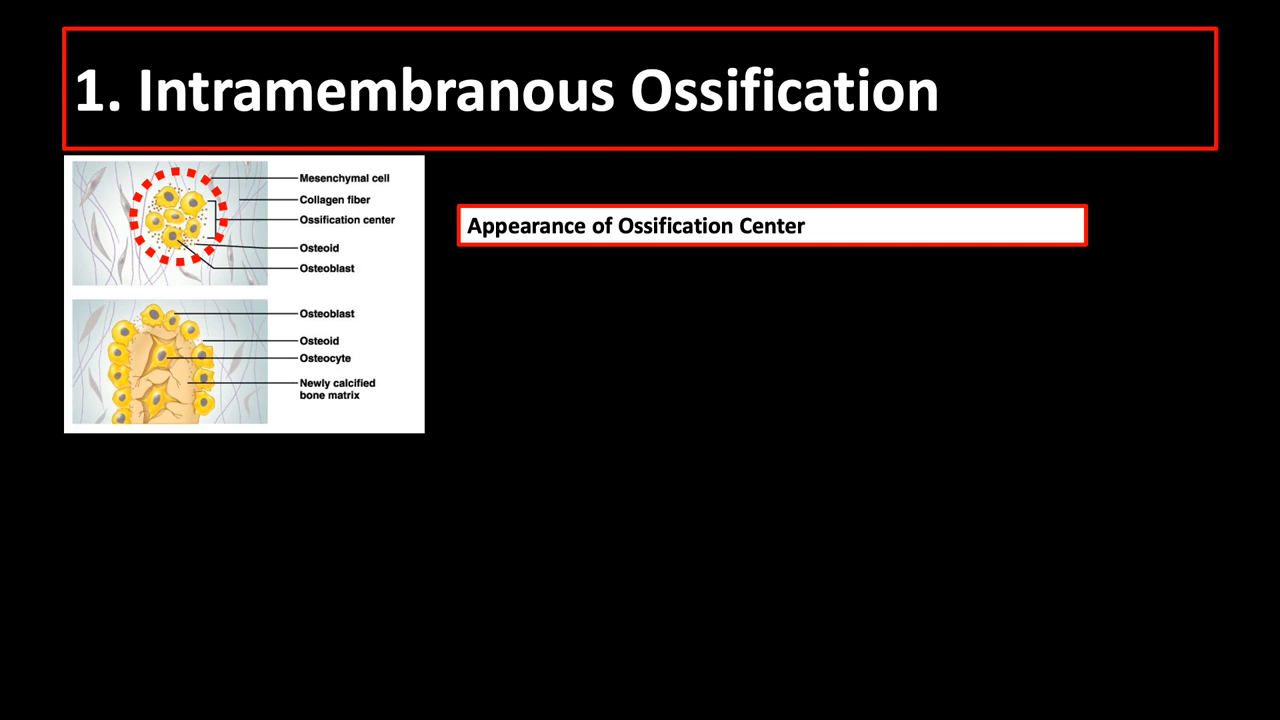 1. Intramembranous Ossification
Mesenchymal cell
Collagen fiber
Ossification center
Osteoid
Osteoblast
Appearance of Ossification Center
Osteoblast
Osteoid
Osteocyte
Newly calcified
bone matrix